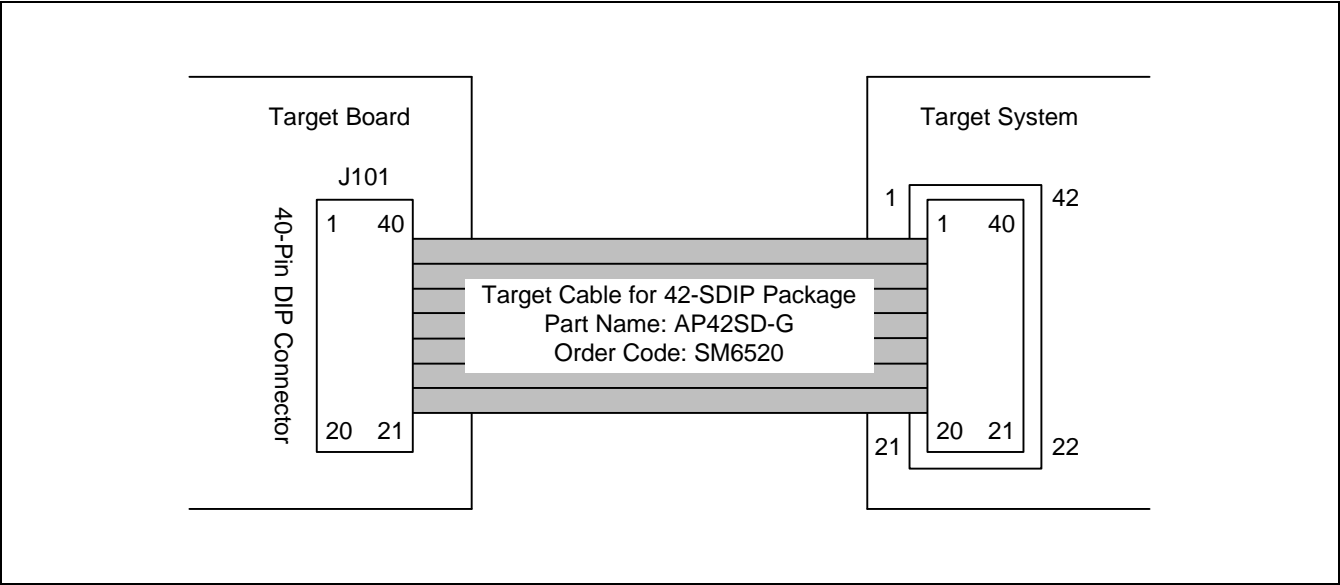 Target Board
Target System
J101
1 40
20 21
40-Pin DIP Connector
Target Cable for 42-SDIP Package
Part Name: AP42SD-G
Order Code: SM6520
1 42
1 40
20 21
21 22